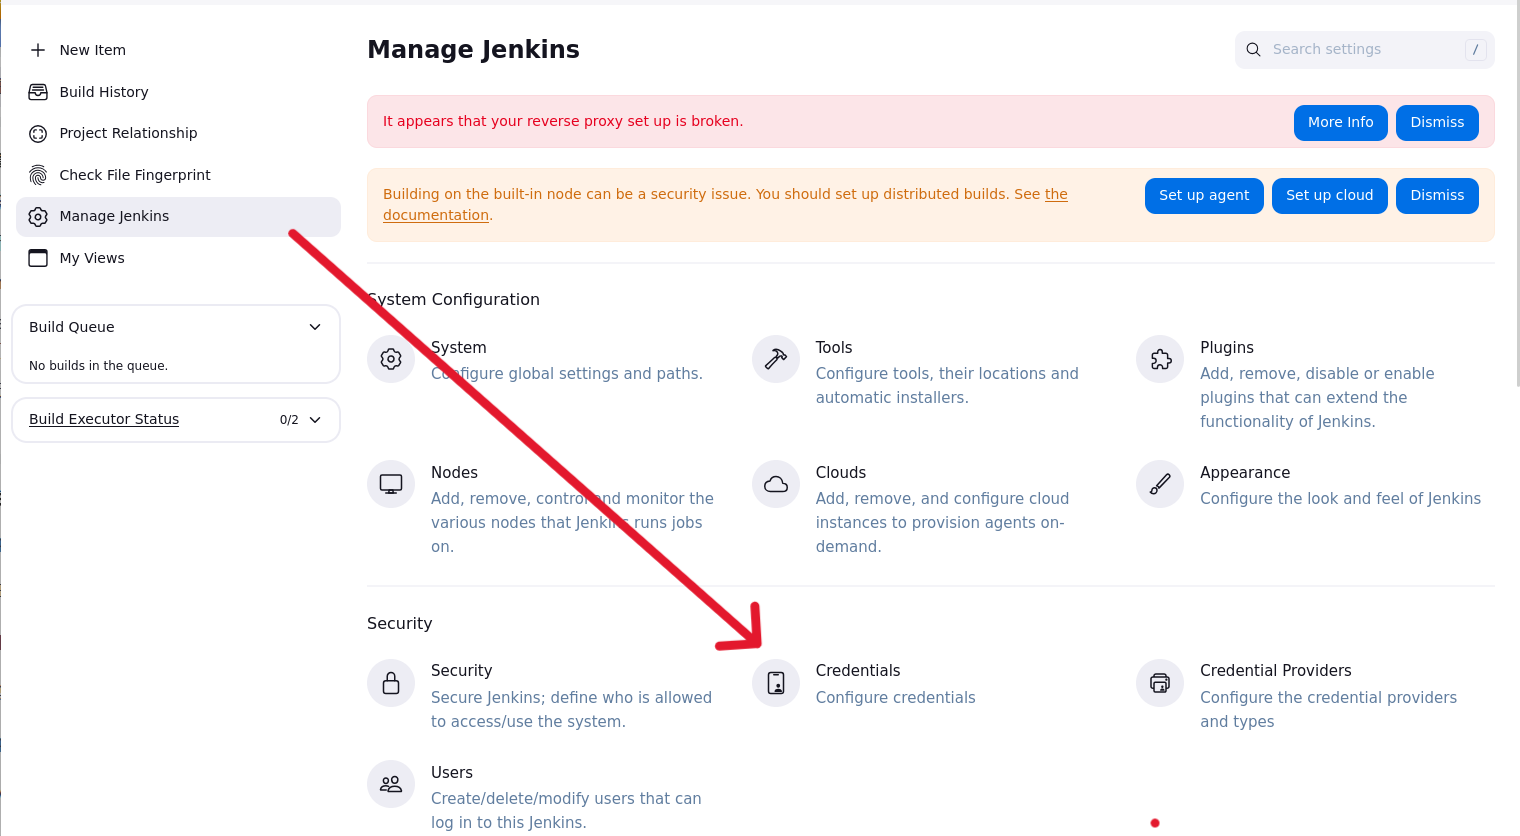 New Item
Build History
Project Relationship
Check File Fingerprint
Manage Jenkins
My Views
Build Queue
No builds in the queue.
Build Executor Status 0/2
Manage Jenkins
Search settings /
It appears that your reverse proxy set up is broken. More Info Dismiss
Building on the built-in node can be a security issue. You should set up distributed builds. See the
documentation.
Set up agent Set up cloud Dismiss
System Configuration
System
Configure global settings and paths.
Tools
Configure tools, their locations and
automatic installers.
Plugins
Add, remove, disable or enable
plugins that can extend the
functionality of Jenkins.
Nodes
Add, remove, control and monitor the
various nodes that Jenkins runs jobs
on.
Clouds
Add, remove, and configure cloud
instances to provision agents on-
demand.
Appearance
Configure the look and feel of Jenkins
Security
Security
Secure Jenkins; define who is allowed
to access/use the system.
Credentials
Configure credentials
Credential Providers
Configure the credential providers
and types
Users
Create/delete/modify users that can
log in to this Jenkins.